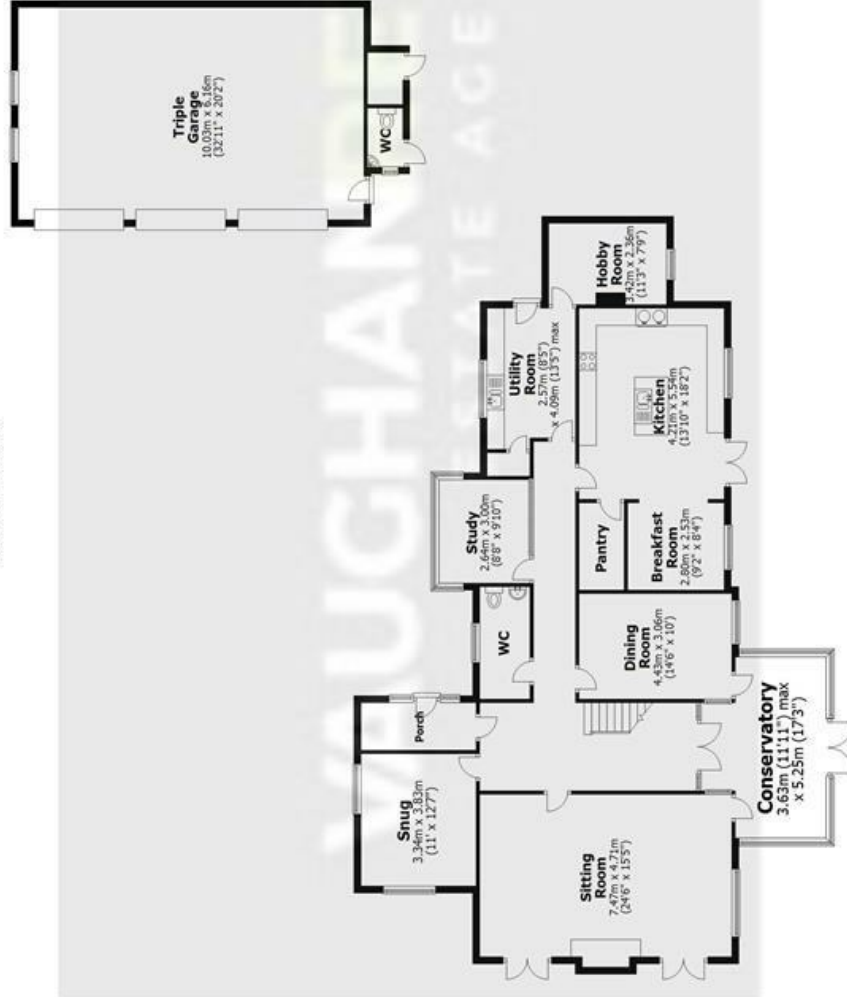 Triple
Garage
10.03m x 6.16m
(32'11" x 20'2")
WC
Hobby
Room
3.42m x 2.36m
(11'3" x 7'9")
Utility
Room
2.57m (8'5")
x 4.09m (13'5") max
Kitchen
4.21m x 5.54m
(13'10" x 18'2")
Study
2.64m x 3.00m
(8'8" x 9'10")
Pantry
Breakfast
Room
2.80m x 2.53m
(9'2" x 8'4")
WC
Dining
Room
4.43m x 3.06m
(14'6" x 10')
Porch
Conservatory
3.63m (11'11") max
x 5.25m (17'3")
Snug
3.34m x 3.83m
(11' x 12'7")
Sitting
Room
7.47m x 4.71m
(24'6" x 15'5")
VAUGHAN
ESTATE AGE